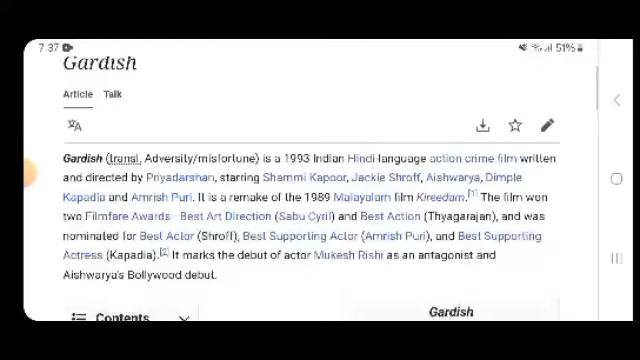 7:37
51%
Gardish
Article Talk
Gardish (transl. Adversity/misfortune) is a 1993 Indian Hindi-language action crime film written
and directed by Priyadarshan, starring Shammi Kapoor, Jackie Shroff, Aishwarya, Dimple
Kapadia and Amrish Puri. It is a remake of the 1989 Malayalam film Kireedam.[1] The film won
two Filmfare Awards—Best Art Direction (Sabu Cyril) and Best Action (Thyagarajan), and was
nominated for Best Actor (Shroff), Best Supporting Actor (Amrish Puri), and Best Supporting
Actress (Kapadia).[2] It marks the debut of actor Mukesh Rishi as an antagonist and
Aishwarya's Bollywood debut.
Contents
Gardish